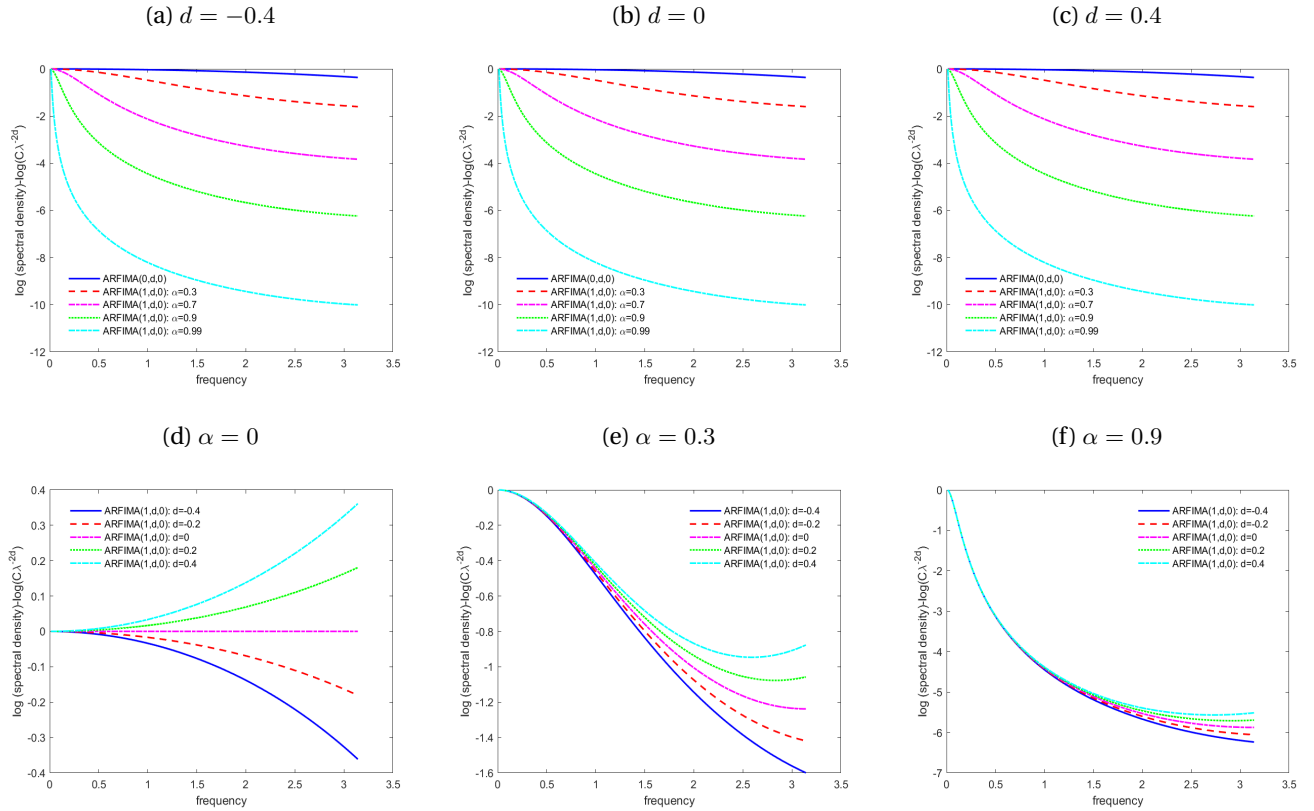 (a) d = −0.4
(b) d = 0
(c) d = 0.4
log (spectral density)-log(C.λ^-2d)
0
-2
-4
-6
-8
-10
-12
ARFIMA(0,d,0)
ARFIMA(1,d,0): α=0.3
ARFIMA(1,d,0): α=0.7
ARFIMA(1,d,0): α=0.9
ARFIMA(1,d,0): α=0.99
0 0.5 1 1.5 2 2.5 3 3.5
frequency
log (spectral density)-log(C.λ^-2d)
0
-2
-4
-6
-8
-10
-12
ARFIMA(0,d,0)
ARFIMA(1,d,0): α=0.3
ARFIMA(1,d,0): α=0.7
ARFIMA(1,d,0): α=0.9
ARFIMA(1,d,0): α=0.99
0 0.5 1 1.5 2 2.5 3 3.5
frequency
log (spectral density)-log(C.λ^-2d)
0
-2
-4
-6
-8
-10
-12
ARFIMA(0,d,0)
ARFIMA(1,d,0): α=0.3
ARFIMA(1,d,0): α=0.7
ARFIMA(1,d,0): α=0.9
ARFIMA(1,d,0): α=0.99
0 0.5 1 1.5 2 2.5 3 3.5
frequency
(d) α = 0
(e) α = 0.3
(f) α = 0.9
log (spectral density)-log(C.λ^-2d)
0.4
0.3
0.2
0.1
0
-0.1
-0.2
-0.3
-0.4
ARFIMA(1,d,0): d=-0.4
ARFIMA(1,d,0): d=-0.2
ARFIMA(1,d,0): d=0
ARFIMA(1,d,0): d=0.2
ARFIMA(1,d,0): d=0.4
0 0.5 1 1.5 2 2.5 3 3.5
frequency
log (spectral density)-log(C.λ^-2d)
0
-0.2
-0.4
-0.6
-0.8
-1.0
-1.2
-1.4
-1.6
ARFIMA(1,d,0): d=-0.4
ARFIMA(1,d,0): d=-0.2
ARFIMA(1,d,0): d=0
ARFIMA(1,d,0): d=0.2
ARFIMA(1,d,0): d=0.4
0 0.5 1 1.5 2 2.5 3 3.5
frequency
log (spectral density)-log(C.λ^-2d)
0
-1
-2
-3
-4
-5
-6
-7
ARFIMA(1,d,0): d=-0.4
ARFIMA(1,d,0): d=-0.2
ARFIMA(1,d,0): d=0
ARFIMA(1,d,0): d=0.2
ARFIMA(1,d,0): d=0.4
0 0.5 1 1.5 2 2.5 3 3.5
frequency